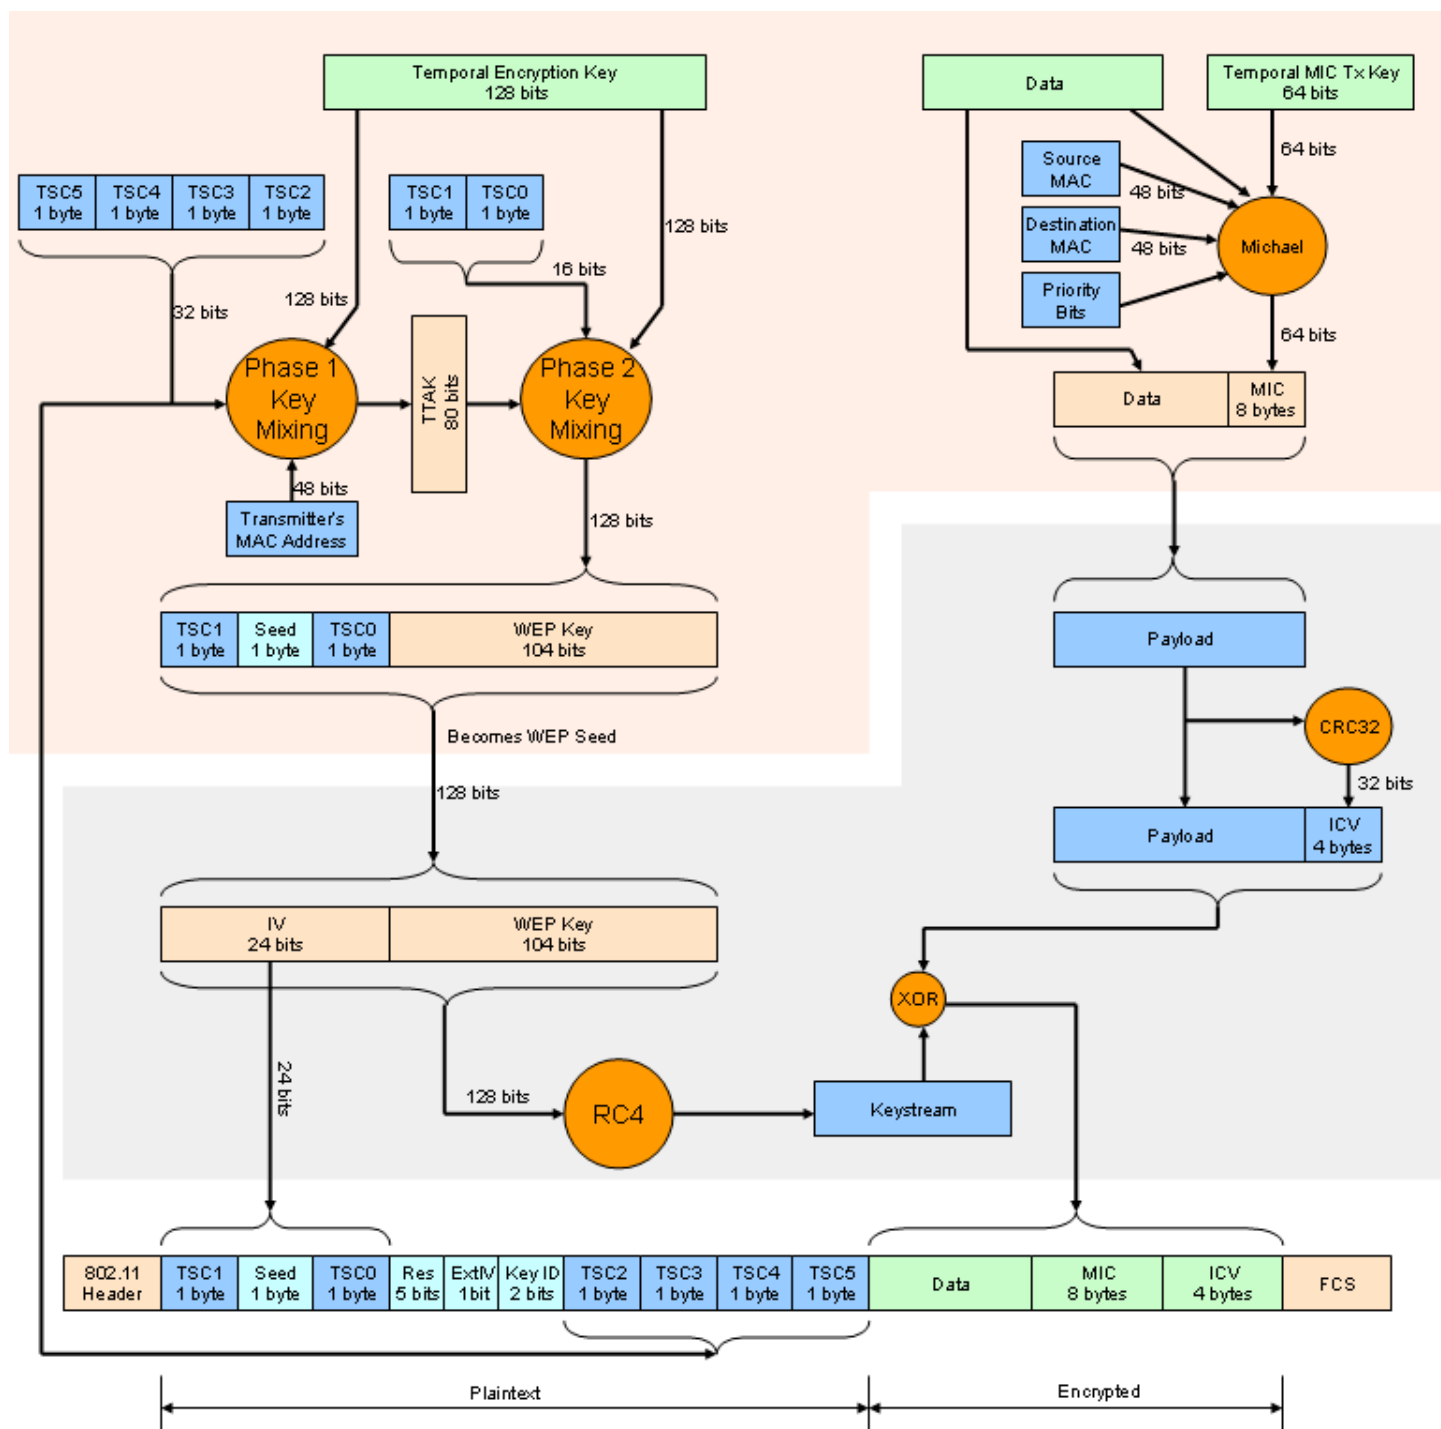 Temporal Encryption Key
128 bits
Data
Temporal MIC Tx Key
64 bits
64 bits
Source
MAC
48 bits
Destination
MAC
48 bits
Michael
Priority
Bits
64 bits
TSC5
1 byte
TSC4
1 byte
TSC3
1 byte
TSC2
1 byte
TSC1
1 byte
TSC0
1 byte
128 bits
16 bits
128 bits
32 bits
Phase 1
Key
Mixing
TTAK
80 bits
Phase 2
Key
Mixing
Data
MIC
8 bytes
48 bits
Transmitter's
MAC Address
128 bits
TSC1
1 byte
Seed
1 byte
TSC0
1 byte
WEP Key
104 bits
Payload
Becomes WEP Seed
CRC32
128 bits
32 bits
Payload
ICV
4 bytes
IV
24 bits
WEP Key
104 bits
XOR
24 bits
128 bits
RC4
Keystream
802.11
Header
TSC1
1 byte
Seed
1 byte
TSC0
1 byte
Res
5 bits
ExtIV
1bit
Key ID
2 bits
TSC2
1 byte
TSC3
1 byte
TSC4
1 byte
TSC5
1 byte
Data
MIC
8 bytes
ICV
4 bytes
FCS
Plaintext
Encrypted